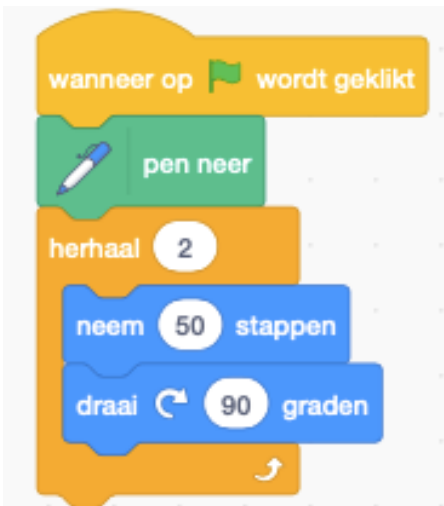 wanneer op wordt geklikt
pen neer
herhaal 2
neem 50 stappen
draai 90 graden